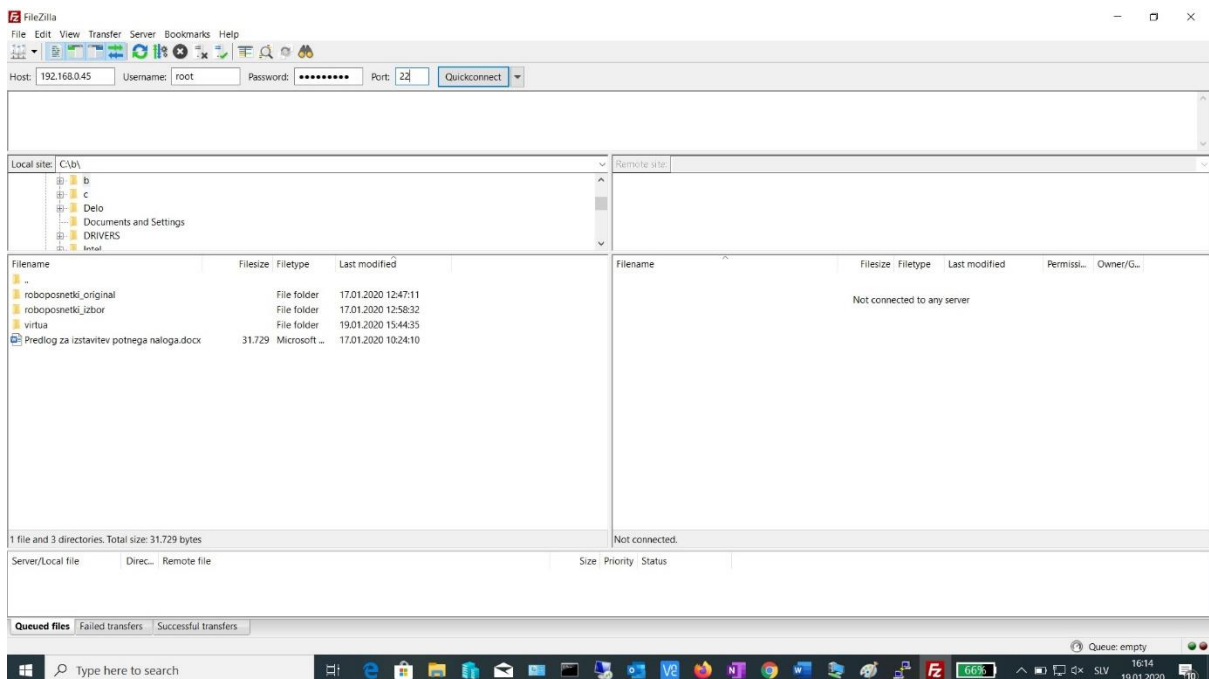 FileZilla
File Edit View Transfer Server Bookmarks Help
Host: 192.168.0.45 Username: root Password: ●●●●●●●●● Port: 22 Quickconnect
Local site: C:\b\
Remote site:
b
c
Delo
Documents and Settings
DRIVERS
Intel
Filename Filesize Filetype Last modified
..
roboposnetki_original File folder 17.01.2020 12:47:11
roboposnetki_izbor File folder 17.01.2020 12:58:32
virtua File folder 19.01.2020 15:44:35
Predlog za izstavitev potnega naloga.docx 31.729 Microsoft ... 17.01.2020 10:24:10
1 file and 3 directories. Total size: 31.729 bytes
Filename Filesize Filetype Last modified Permissi... Owner/G...
Not connected to any server
Not connected.
Server/Local file Direc... Remote file Size Priority Status
Queued files Failed transfers Successful transfers
Queue: empty
Type here to search
66%
SLV
16:14
19.01.2020